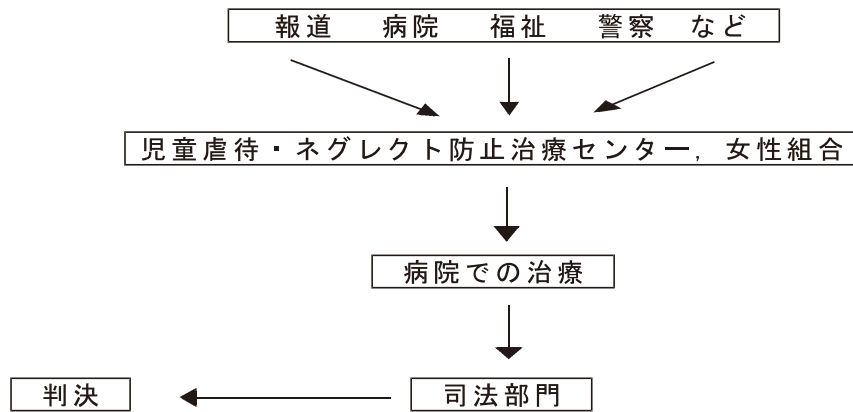 報道　病院　福祉　警察　など
児童虐待・ネグレクト防止治療センター，女性組合
病院での治療
判決　司法部門